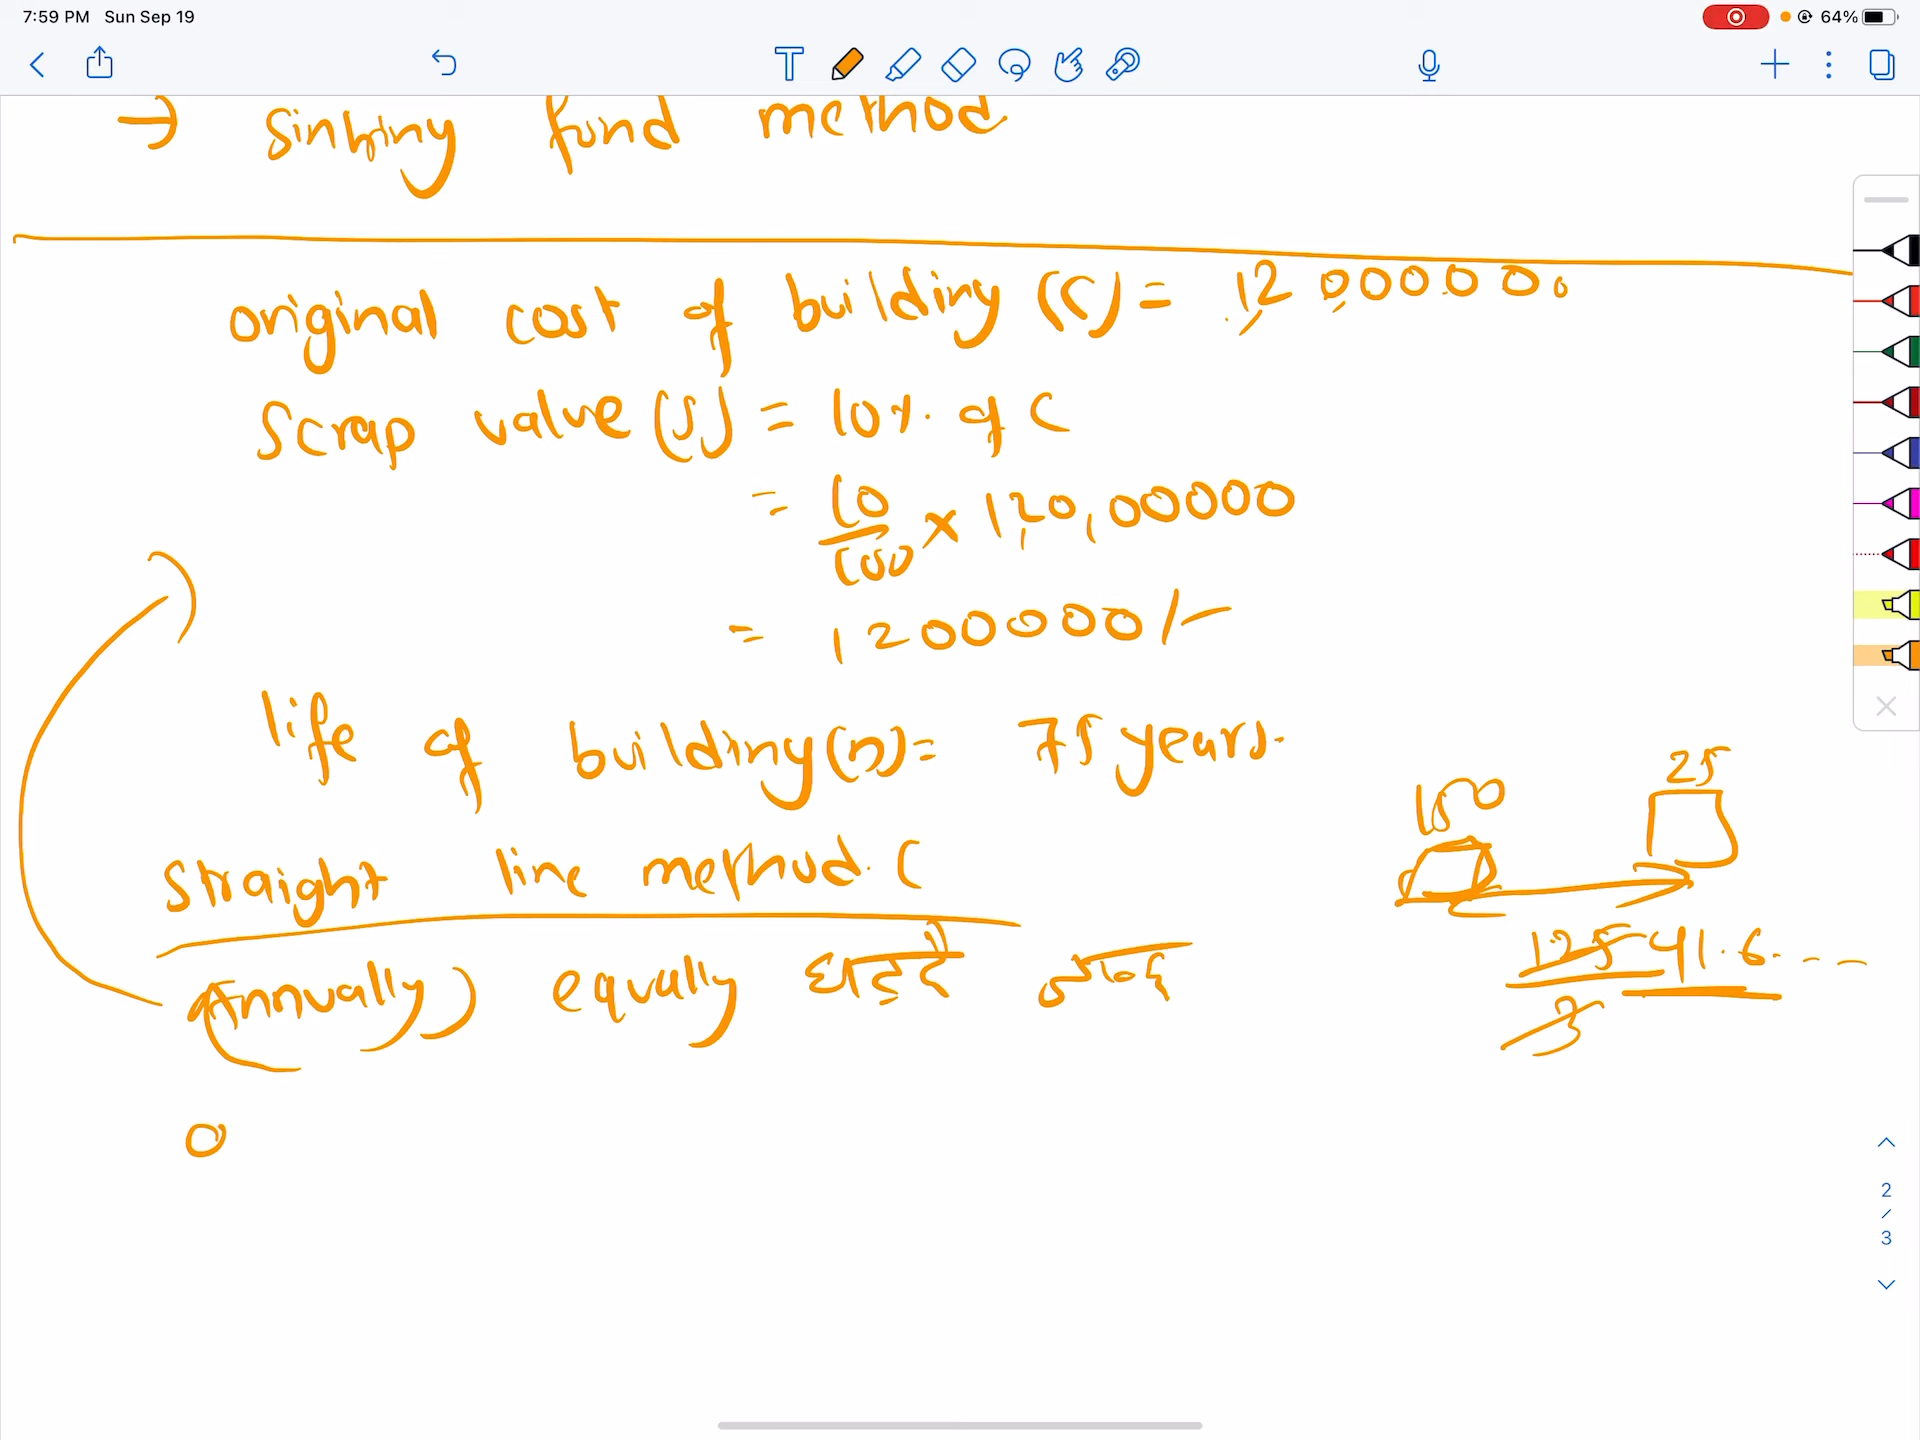 7:59 PM Sun Sep 19
64%
→ Sinking fund method
original cost of building (C) = 12000000
Scrap value (S) = 10% of C
= 10/100 × 120,00000
= 1200000/-
life of building (n) = 75 years.
150
25
Straight line method. (
125 41.6...
3
(Annually) equally
0
2
/
3